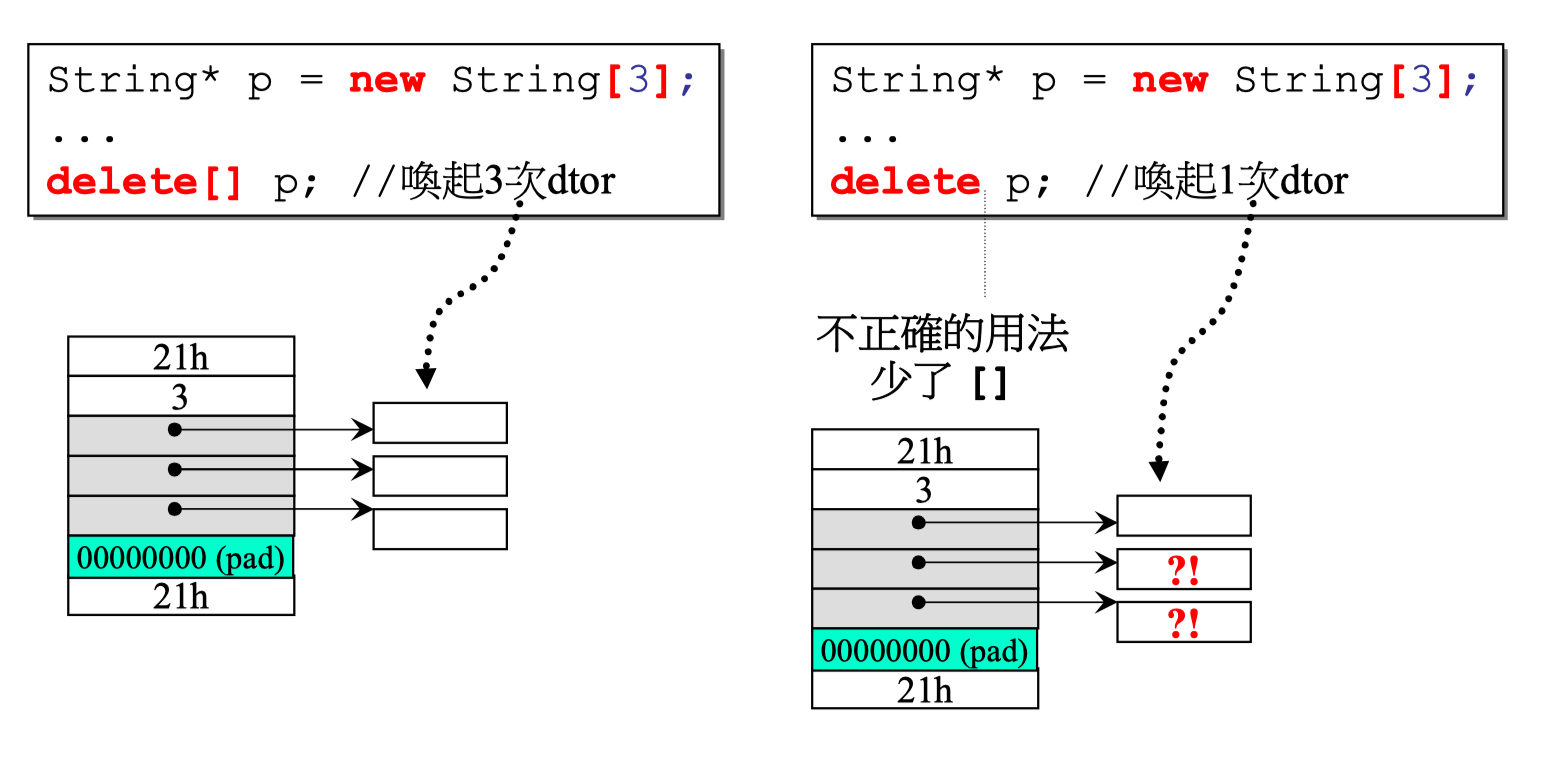 String* p = new String[3];
...
delete[] p; //喚起3次dtor
21h
3
00000000 (pad)
21h
String* p = new String[3];
...
delete p; //喚起1次dtor
不正確的用法
少了 []
21h
3
?!
?!
00000000 (pad)
21h